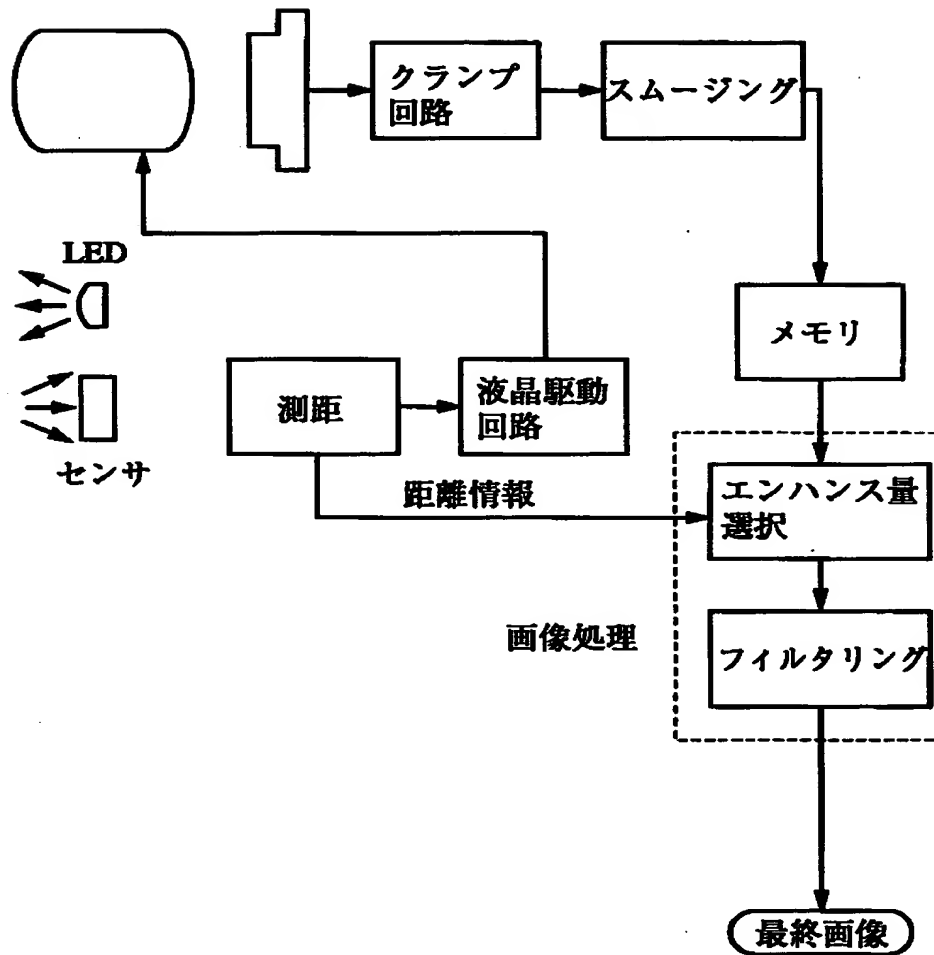 クランプ
回路
スムージング
LED
メモリ
測距
液晶駆動
回路
センサ
距離情報
エンハンス量
選択
画像処理
フィルタリング
最終画像